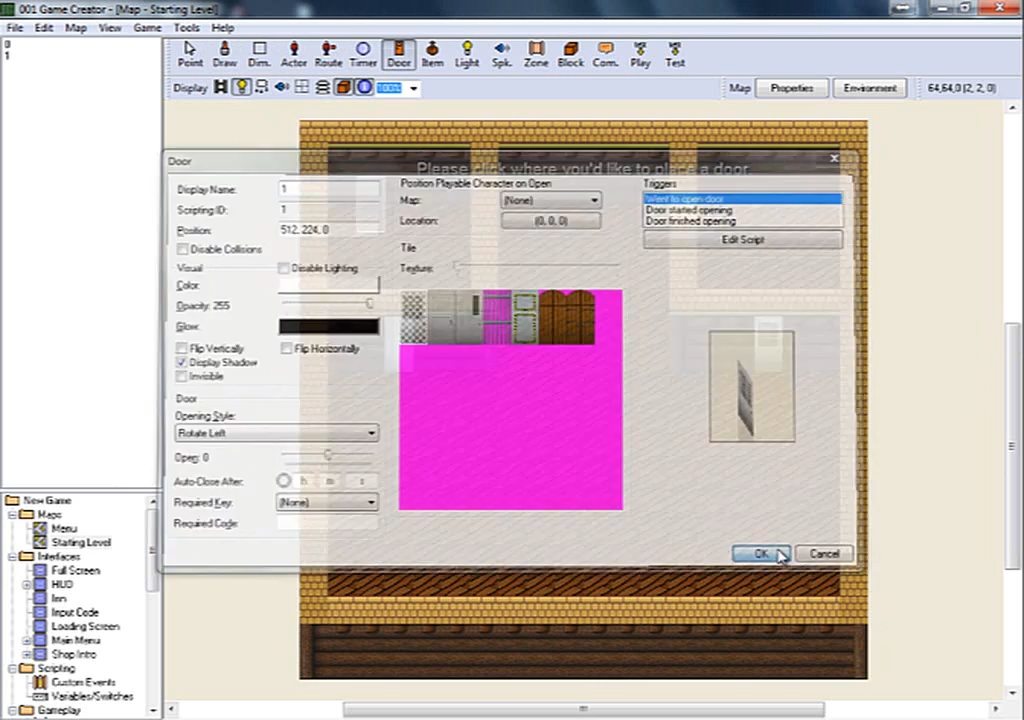 001 Game Creator - [Map - Starting Level]
File Edit Map View Game Tools Help
0
1
Point Draw Dim. Actor Route Timer Door Item Light Spk. Zone Block Com. Play Test
Display 100% Map Properties Environment 64,64,0 (2, 2, 0)
Please click where you'd like to place a door.
Door
Display Name: 1
Scripting ID: 1
Position: 512, 224, 0
Disable Collisions
Visual Disable Lighting
Color:
Opacity: 255
Glow:
Flip Vertically Flip Horizontally
Display Shadow
Invisible
Door
Opening Style:
Rotate Left
Open: 0
Auto-Close After: h m s
Required Key: (None)
Required Code:
Position Playable Character on Open
Map: (None)
Location: (0, 0, 0)
Tile
Texture:
Triggers
Went to open door
Door started opening
Door finished opening
Edit Script
OK Cancel
New Game
Maps
Menu
Starting Level
Interfaces
Full Screen
HUD
Inn
Input Code
Loading Screen
Main Menu
Shop Intro
Scripting
Custom Events
Variables/Switches
Gameplay